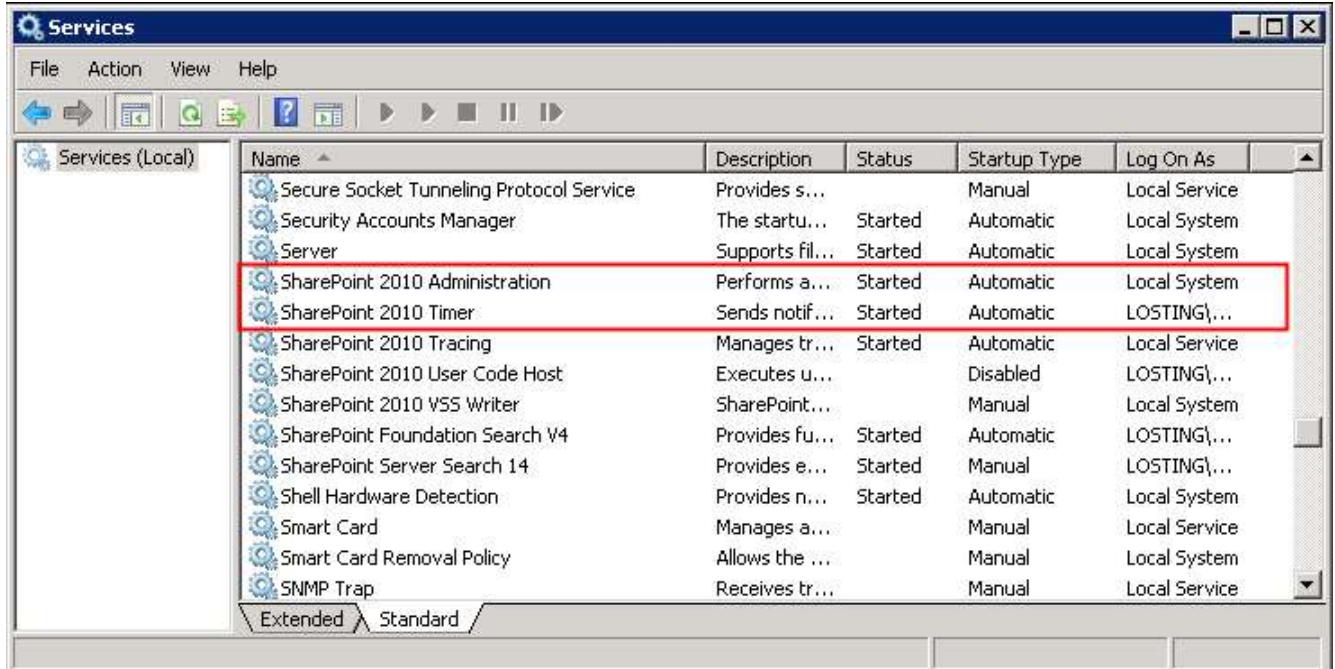 Services
File Action View Help
Services (Local)
Name Description Status Startup Type Log On As
Secure Socket Tunneling Protocol Service Provides s... Manual Local Service
Security Accounts Manager The startu... Started Automatic Local System
Server Supports fil... Started Automatic Local System
SharePoint 2010 Administration Performs a... Started Automatic Local System
SharePoint 2010 Timer Sends notif... Started Automatic LOSTING\...
SharePoint 2010 Tracing Manages tr... Started Automatic Local Service
SharePoint 2010 User Code Host Executes u... Disabled LOSTING\...
SharePoint 2010 VSS Writer SharePoint... Manual Local System
SharePoint Foundation Search V4 Provides fu... Started Automatic LOSTING\...
SharePoint Server Search 14 Provides e... Started Manual LOSTING\...
Shell Hardware Detection Provides n... Started Automatic Local System
Smart Card Manages a... Manual Local Service
Smart Card Removal Policy Allows the ... Manual Local System
SNMP Trap Receives tr... Manual Local Service
Extended Standard